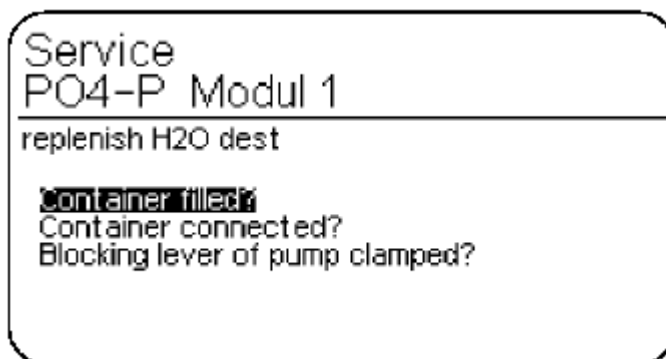 Service
PO4-P Modul 1
replenish H2O dest
Container filled?
Container connected?
Blocking lever of pump clamped?